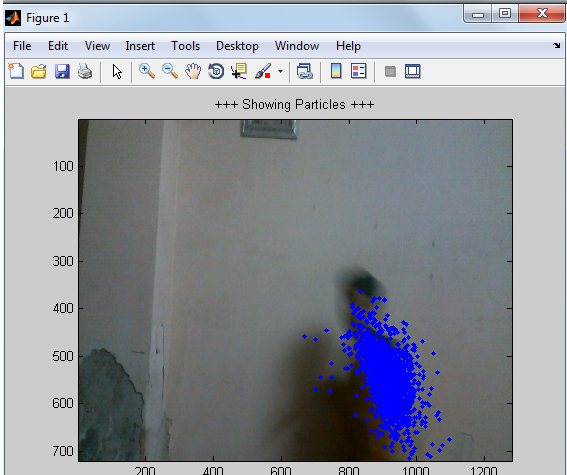 Figure 1
File Edit View Insert Tools Desktop Window Help
+++ Showing Particles +++
100
200
300
400
500
600
700
200 400 600 800 1000 1200